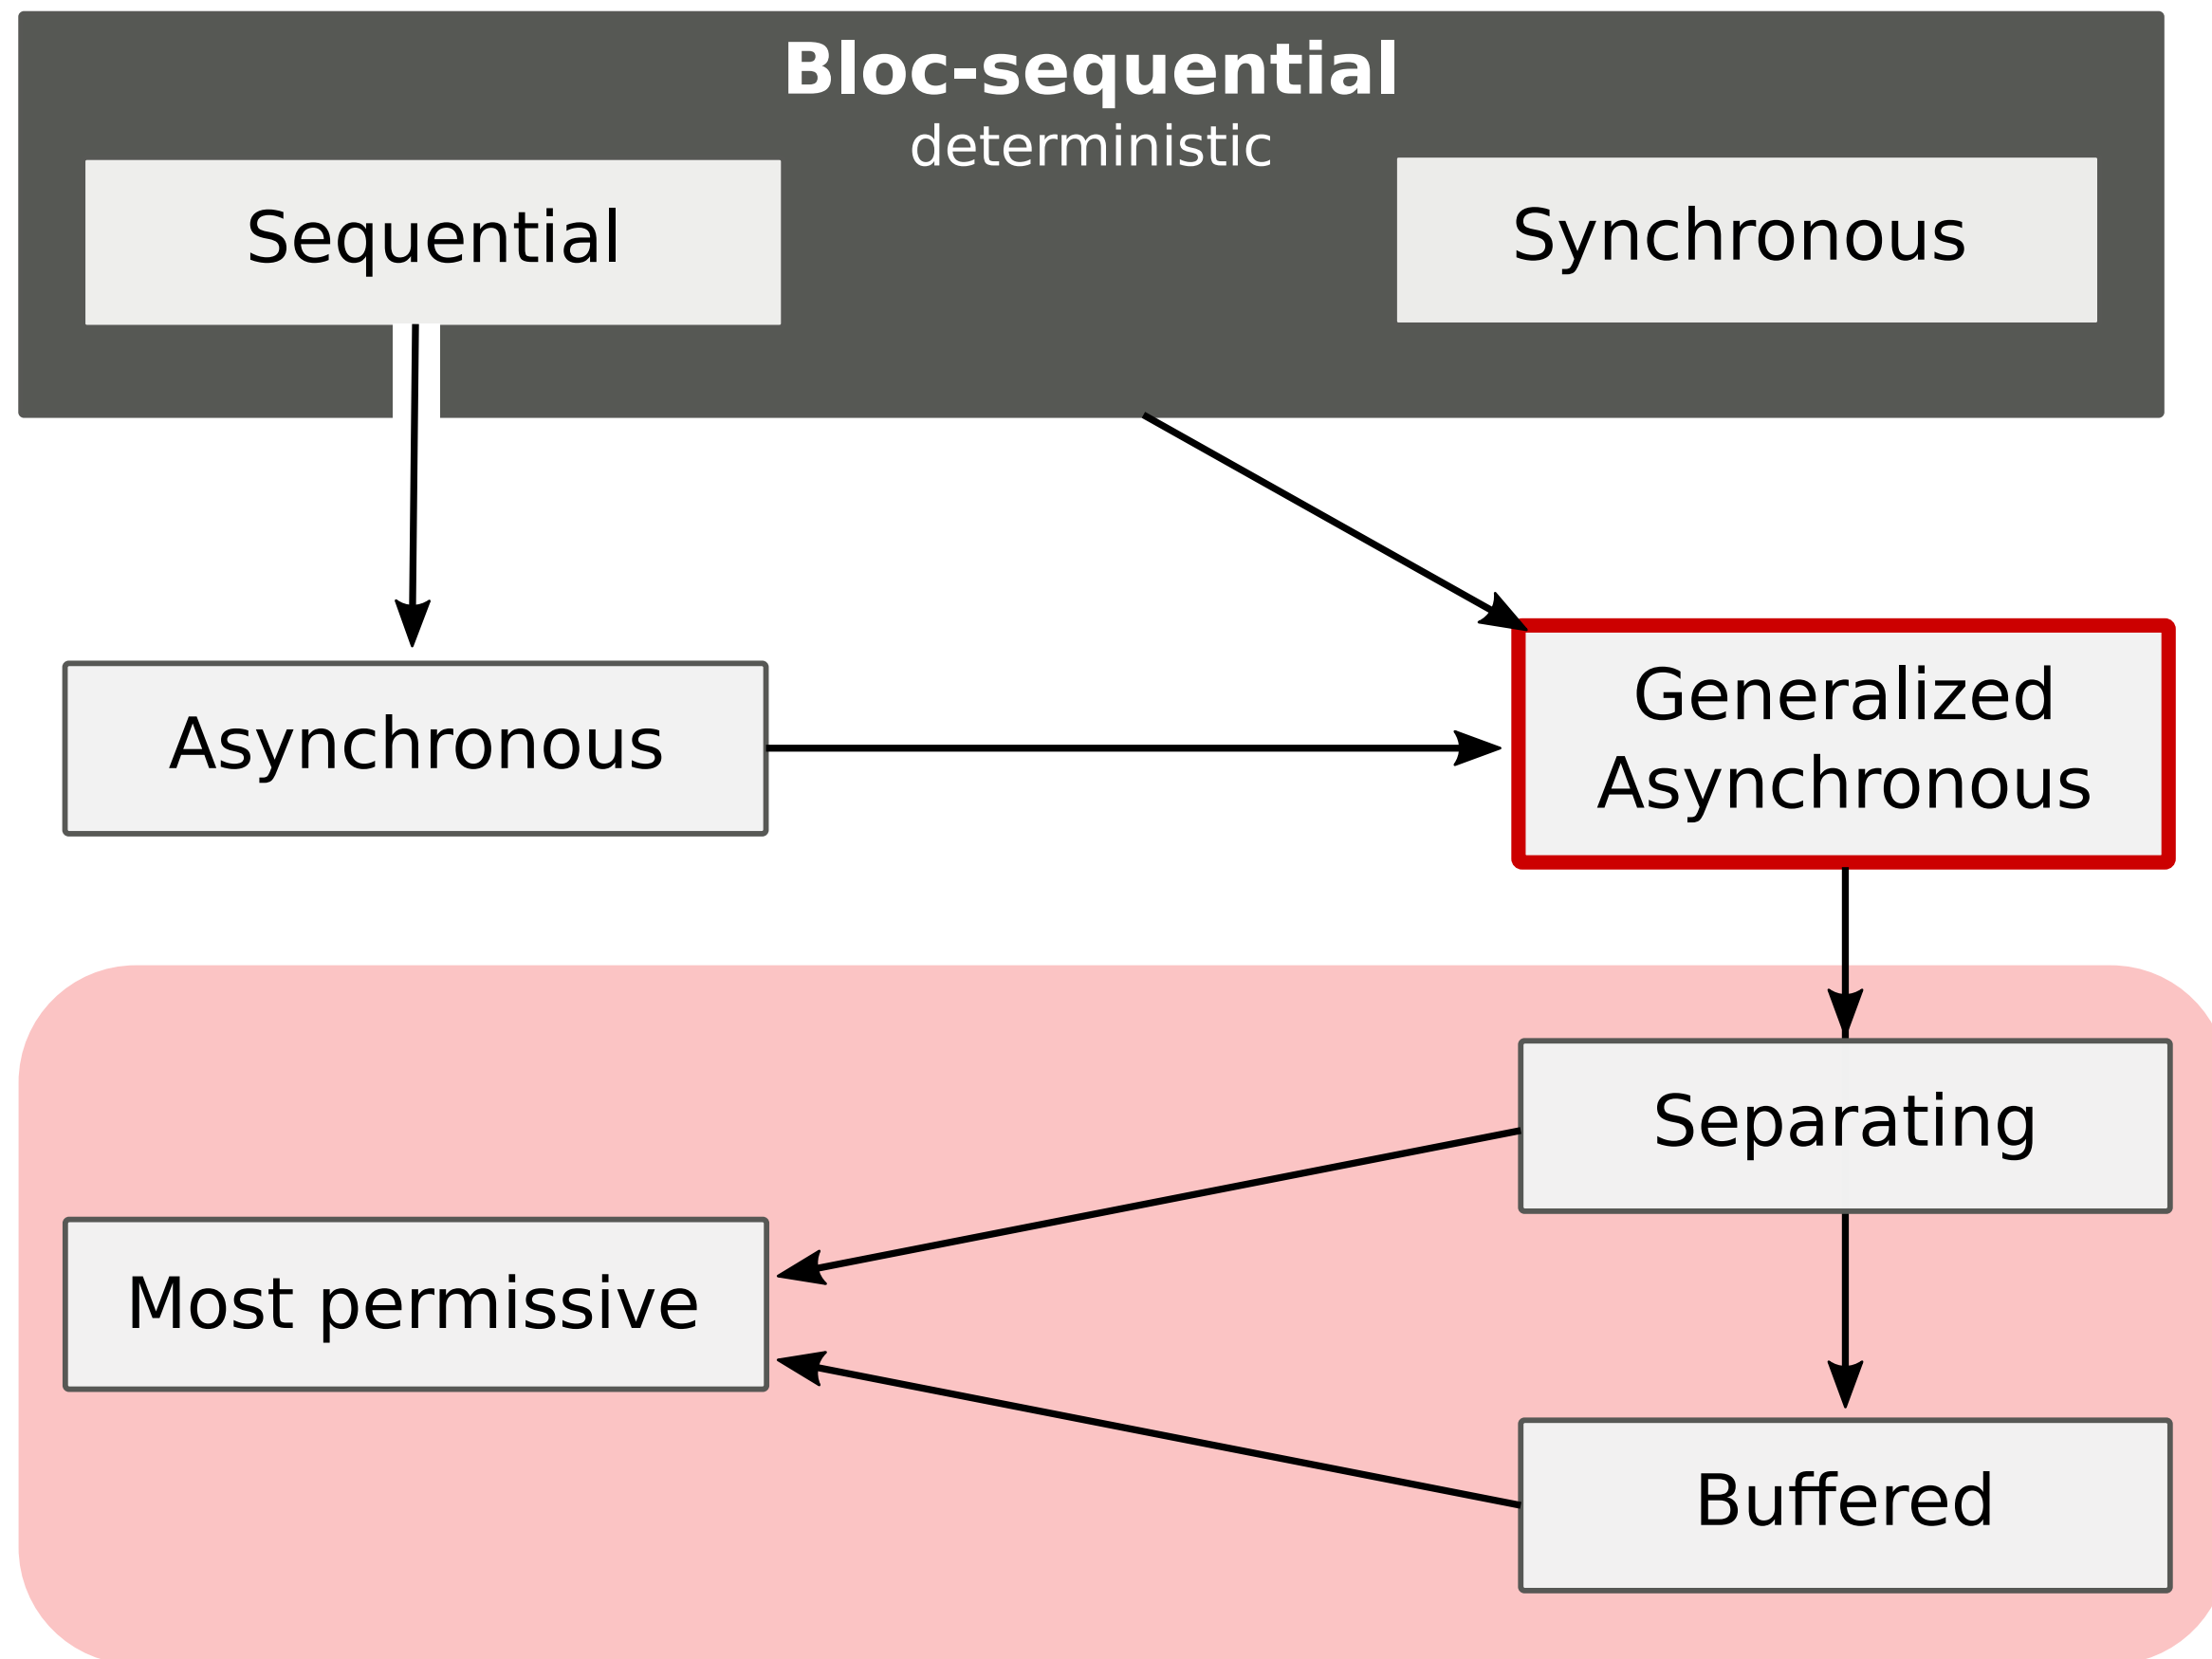 Bloc-sequential
deterministic
Sequential
Synchronous
Asynchronous
Generalized
Asynchronous
Separating
Most permissive
Buffered